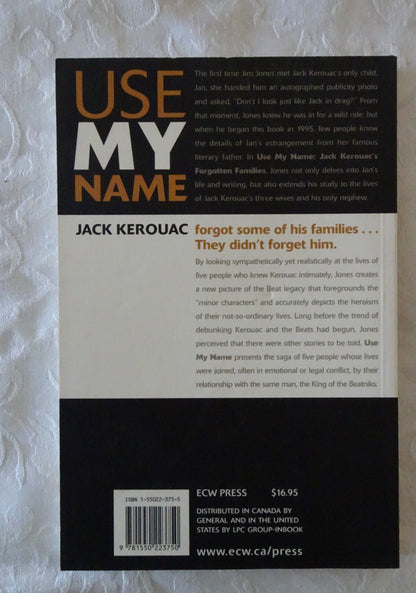 USE
MY
NAME
The first time Jim Jones met Jack Kerouac's only child,
Jan, she handed him an autographed publicity photo
and asked, "Don't I look just like Jack in drag?" From
that moment, Jones knew he was in for a wild ride, but
when he began this book in 1995, few people knew
the details of Jan's estrangement from her famous
literary father. In Use My Name: Jack Kerouac's
Forgotten Families, Jones not only delves into Jan's
life and writing, but also extends his study to the lives
of Jack Kerouac's three wives and his only nephew.
JACK KEROUAC forgot some of his families . . .
They didn't forget him.
By looking sympathetically yet realistically at the lives of
five people who knew Kerouac intimately, Jones creates
a new picture of the Beat legacy that foregrounds the
"minor characters" and accurately depicts the heroism
of their not-so-ordinary lives. Long before the trend of
debunking Kerouac and the Beats had begun, Jones
perceived that there were other stories to be told. Use
My Name presents the saga of five people whose lives
were joined, often in emotional or legal conflict, by their
relationship with the same man, the King of the Beatniks.
ISBN 1-55022-375-5
9 781550 223750
ECW PRESS $16.95
DISTRIBUTED IN CANADA BY
GENERAL AND IN THE UNITED
STATES BY LPC GROUP-INBOOK
www.ecw.ca/press